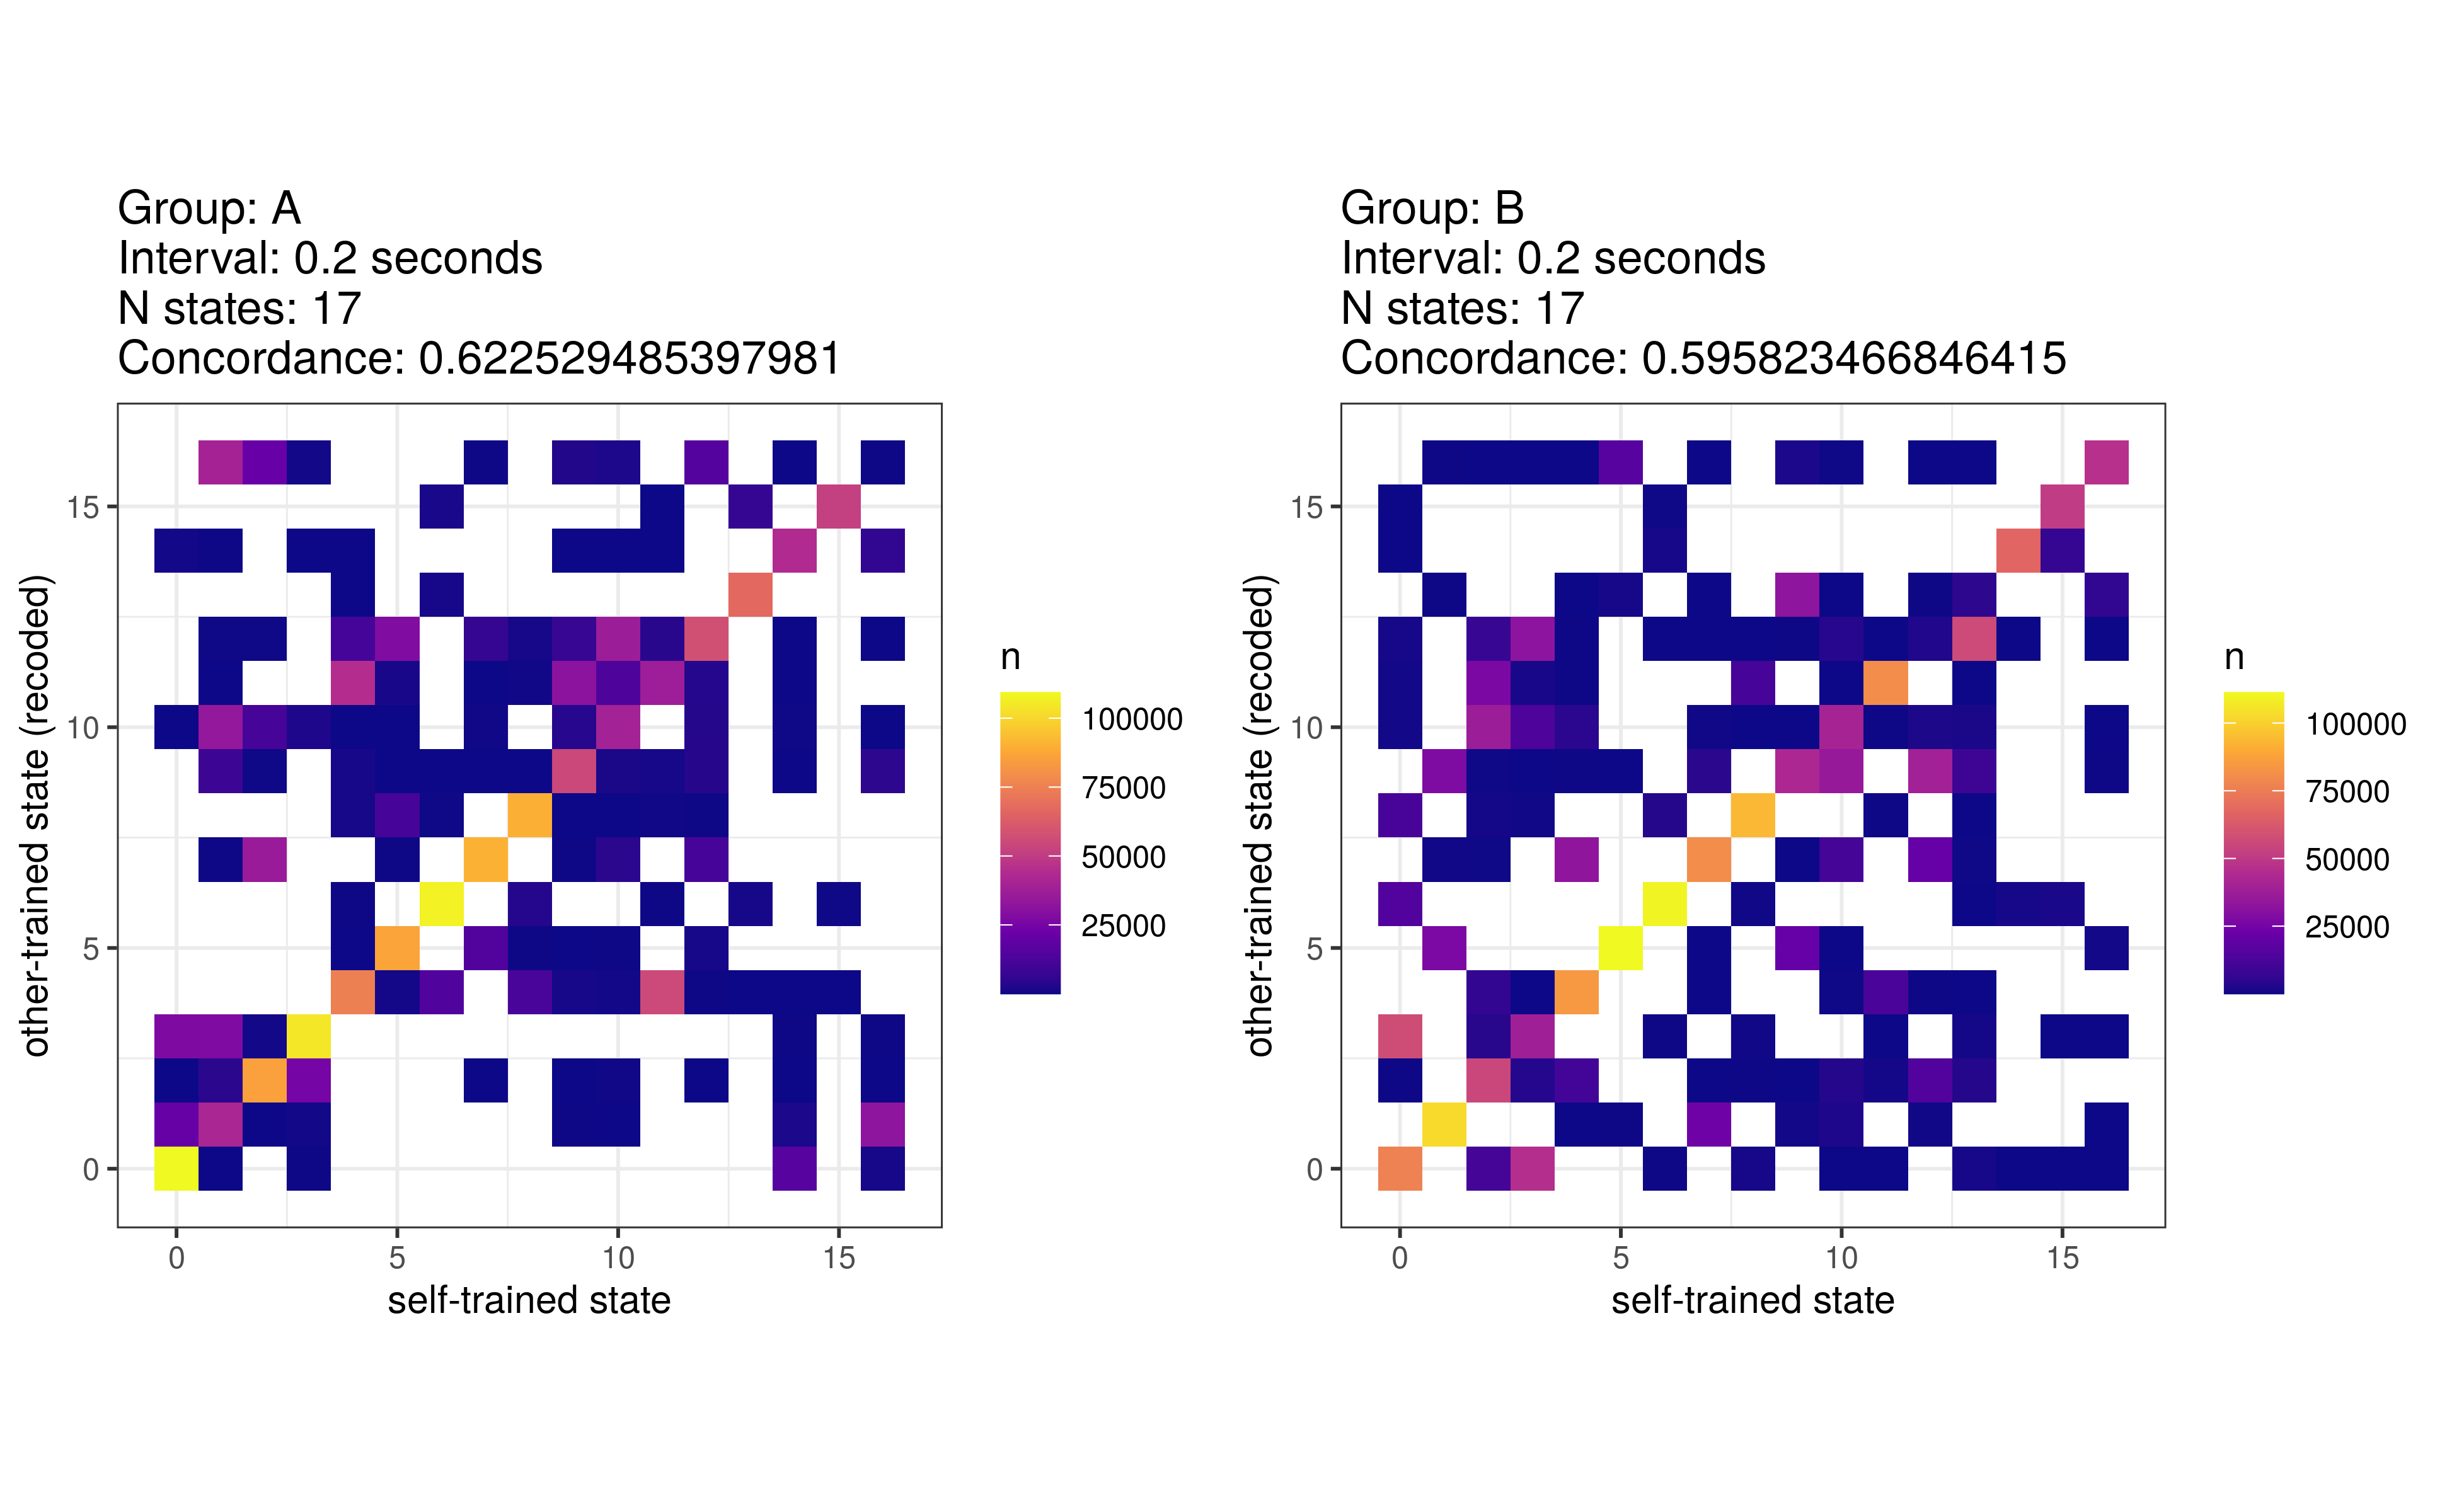 Group: A
Interval: 0.2 seconds
N states: 17
Concordance: 0.622529485397981
other-trained state (recoded)
15
10
5
0
0 5 10 15
self-trained state
n
100000
75000
50000
25000
Group: B
Interval: 0.2 seconds
N states: 17
Concordance: 0.595823466846415
other-trained state (recoded)
15
10
5
0
0 5 10 15
self-trained state
n
100000
75000
50000
25000